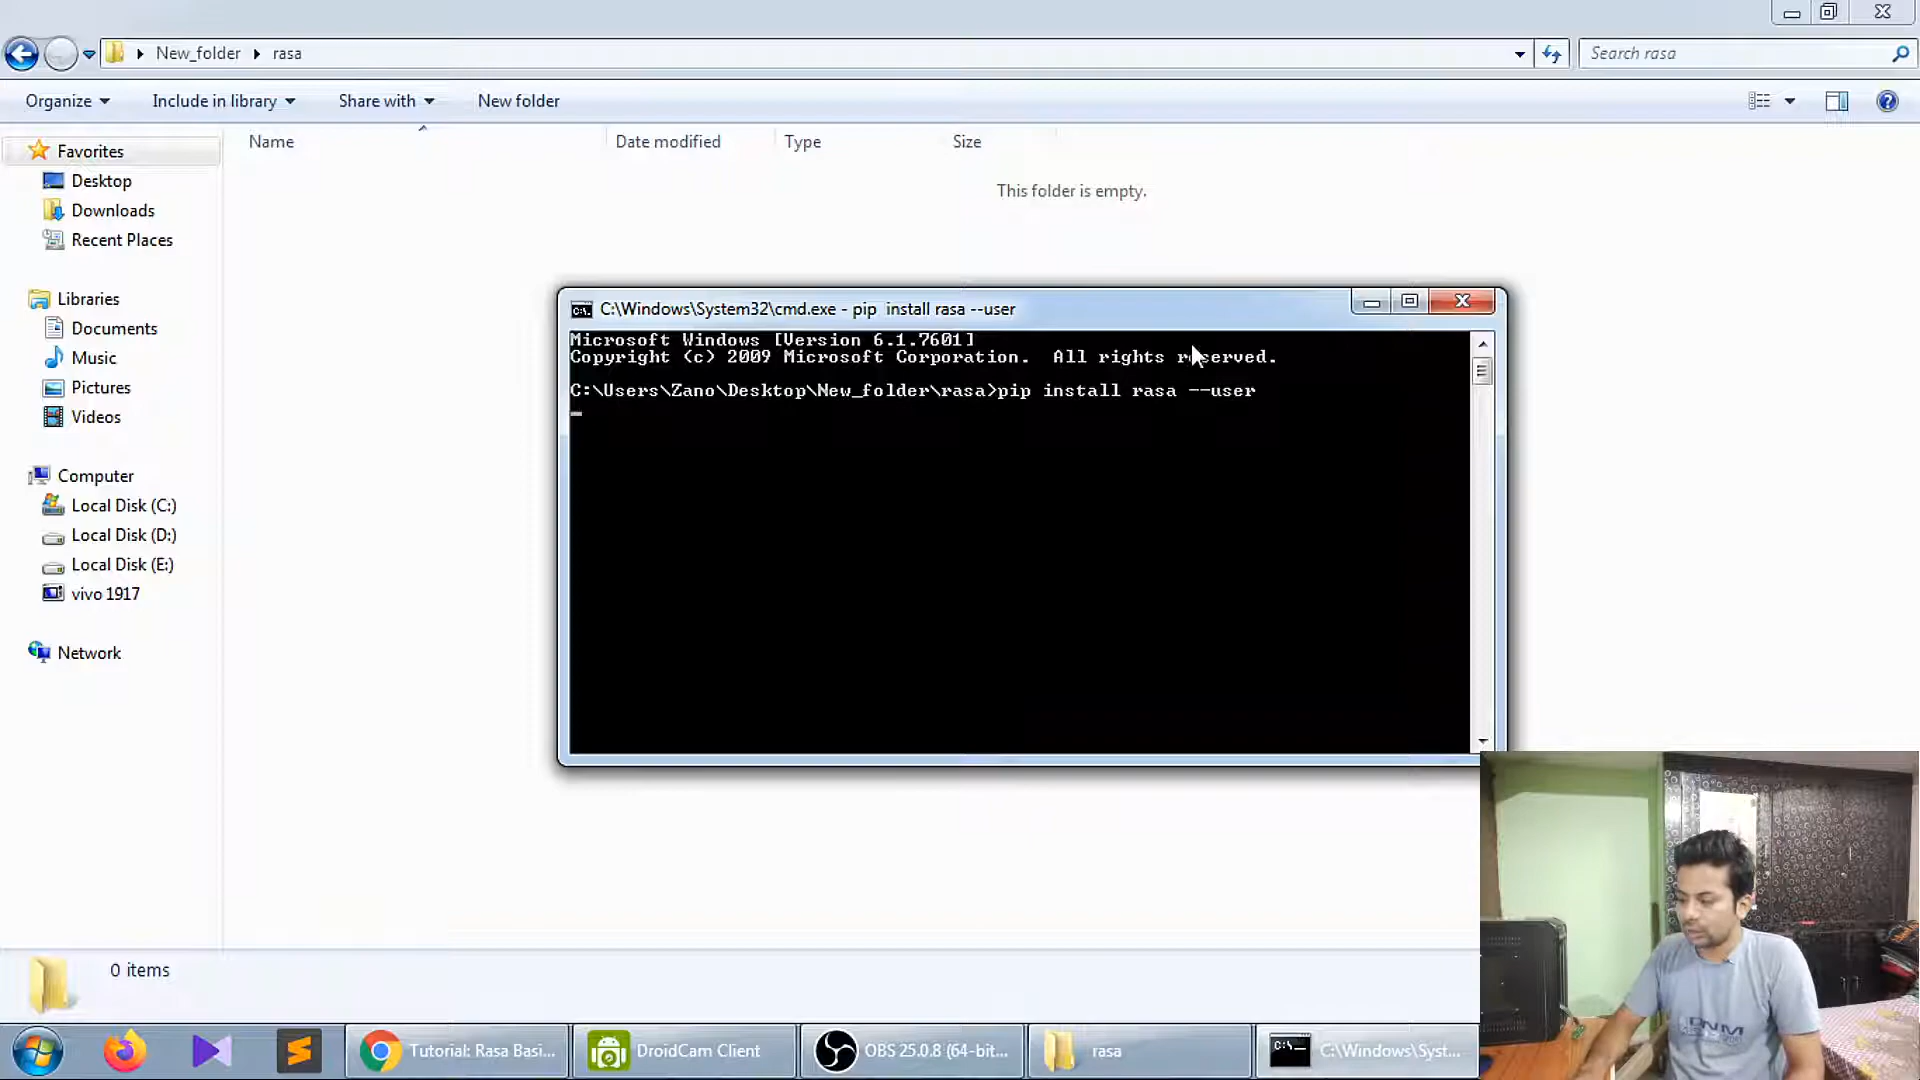 New_folder
rasa
Search rasa
Organize
Include in library
Share with
New folder
Name
Date modified
Type
Size
This folder is empty.
Favorites
Desktop
Downloads
Recent Places
Libraries
Documents
Music
Pictures
Videos
Computer
Local Disk (C:)
Local Disk (D:)
Local Disk (E:)
vivo 1917
Network
C:\Windows\System32\cmd.exe - pip  install rasa --user
Microsoft Windows [Version 6.1.7601]
Copyright (c) 2009 Microsoft Corporation.  All rights reserved.
C:\Users\Zano\Desktop\New_folder\rasa>pip install rasa --user
0 items
Tutorial: Rasa Basi...
DroidCam Client
OBS 25.0.8 (64-bit...
rasa
C:\Windows\Syst...